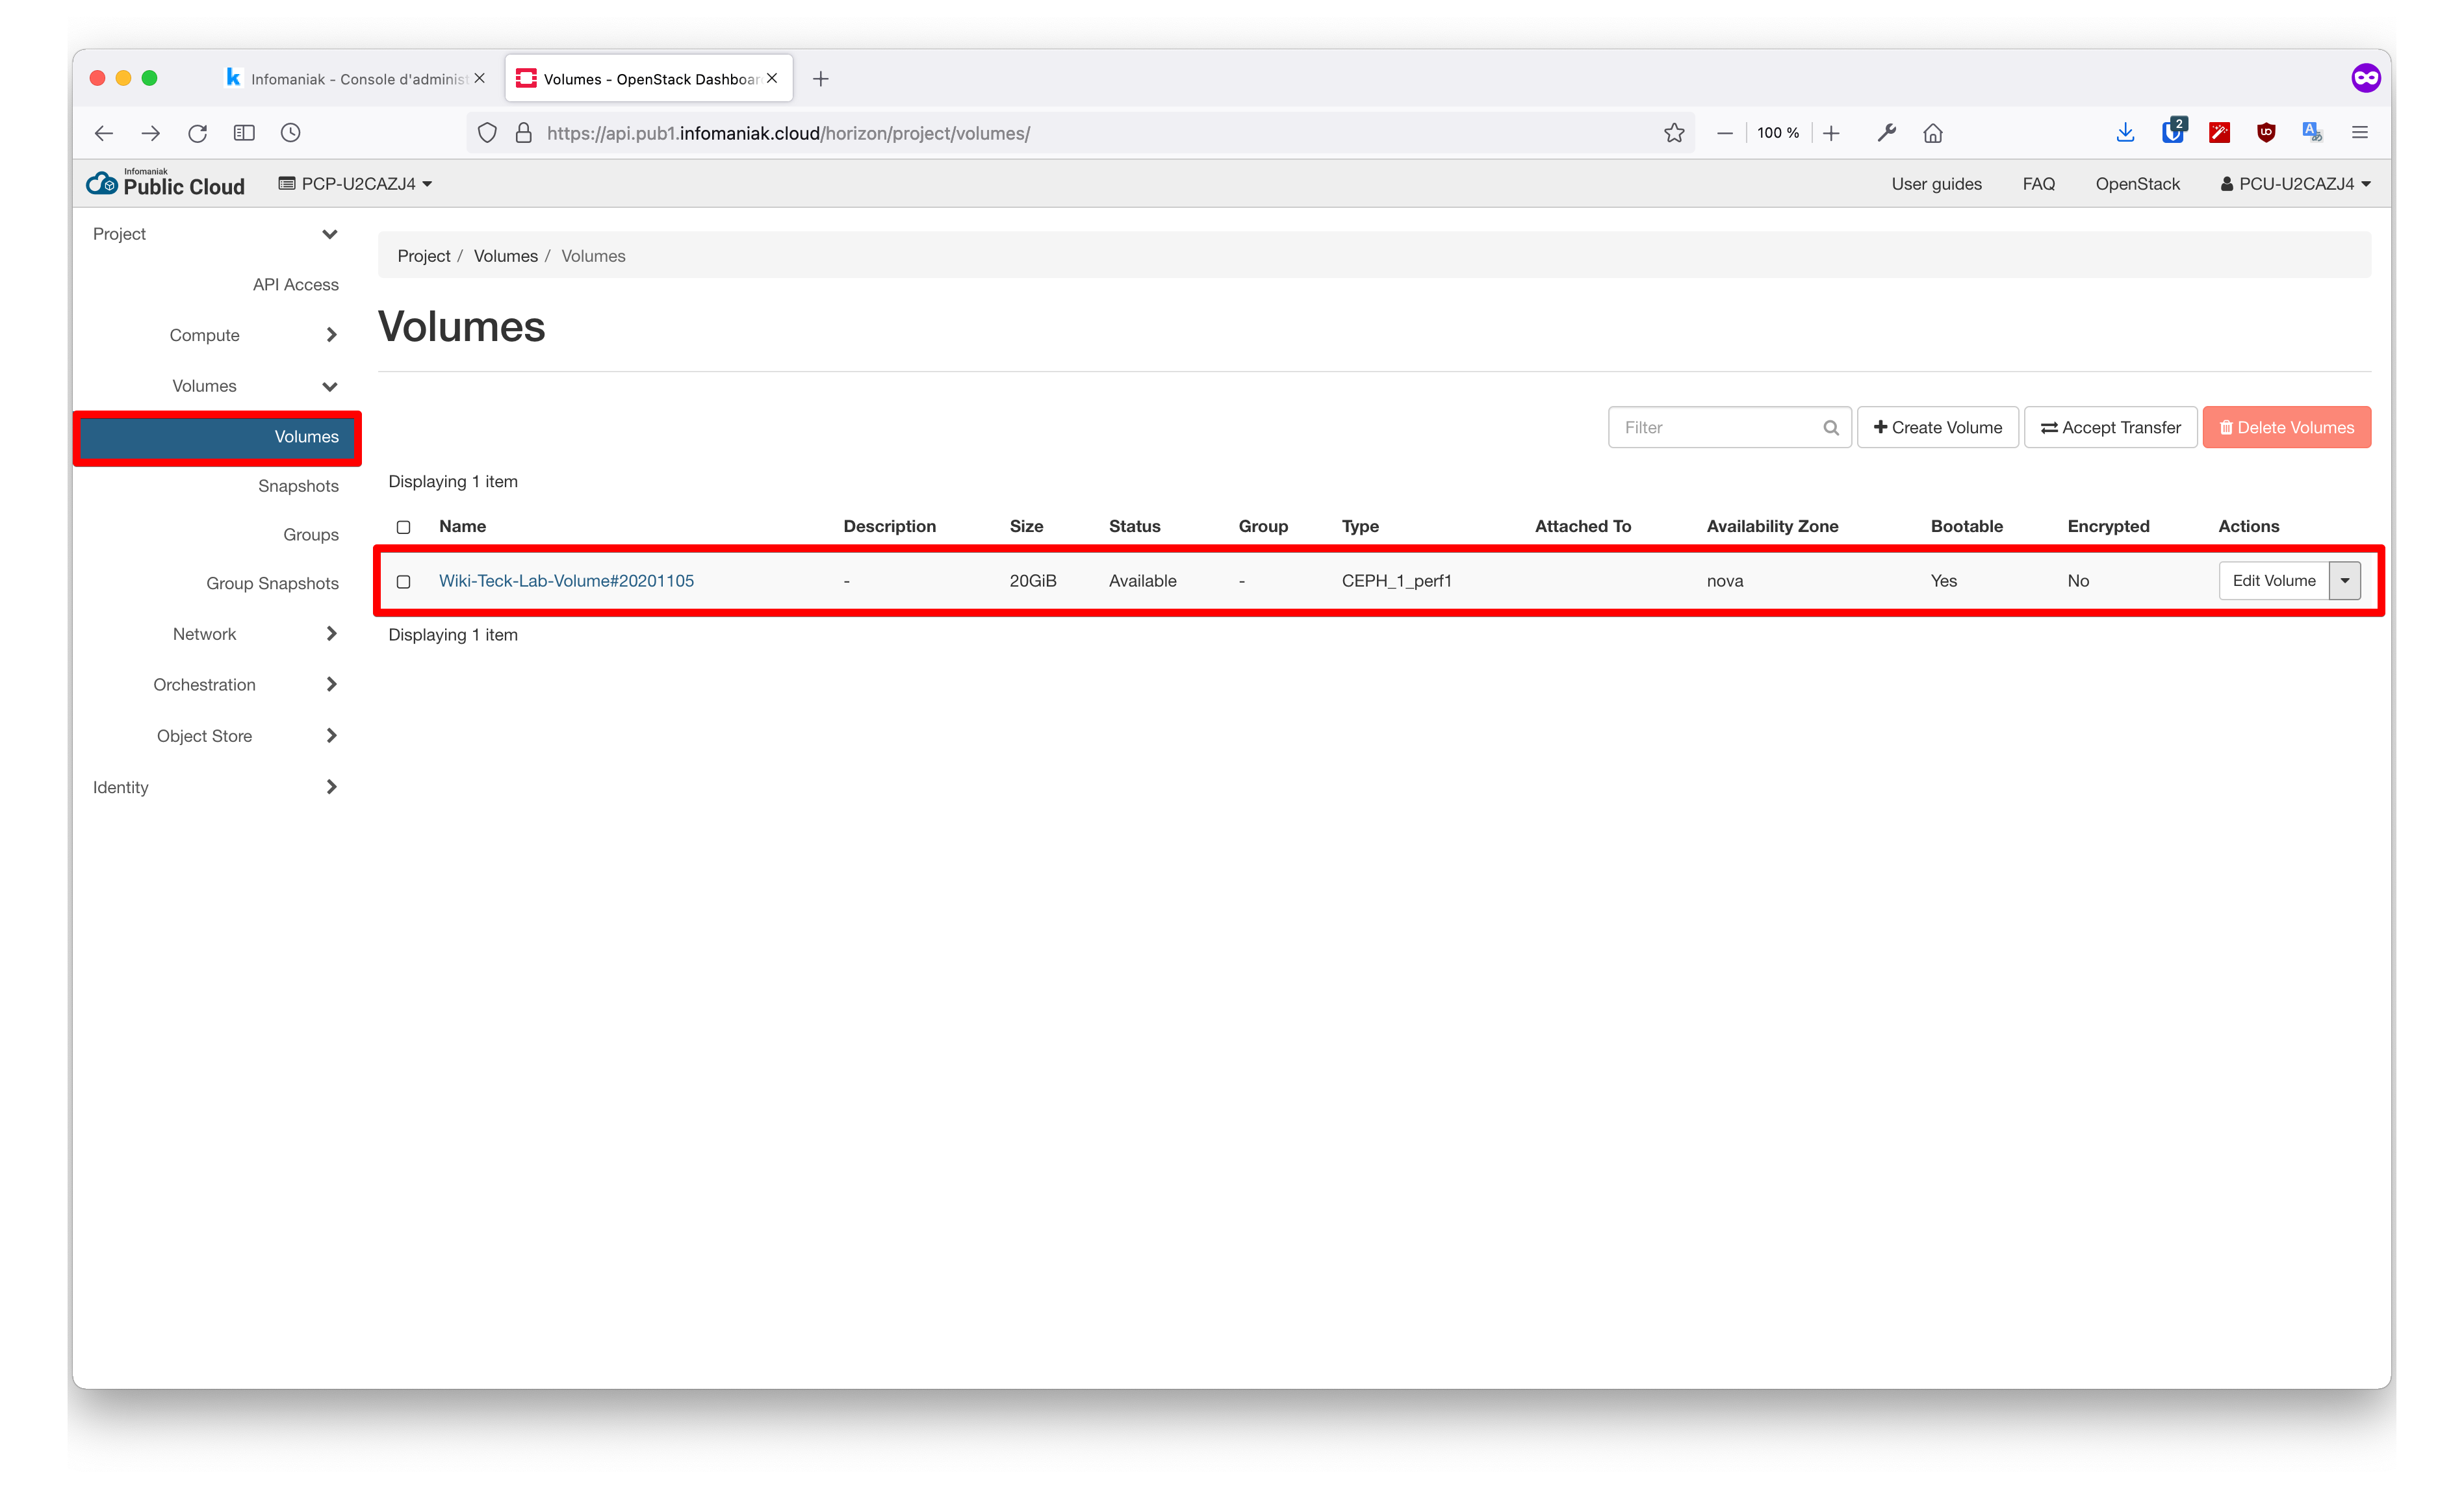 Infomaniak - Console d'administ
Volumes - OpenStack Dashboar
https://api.pub1.infomaniak.cloud/horizon/project/volumes/
100 %
2
Infomaniak
Public Cloud
PCP-U2CAZJ4
User guides
FAQ
OpenStack
PCU-U2CAZJ4
Project
API Access
Compute
Volumes
Volumes
Snapshots
Groups
Group Snapshots
Network
Orchestration
Object Store
Identity
Project / Volumes / Volumes
Volumes
Filter
Create Volume
Accept Transfer
Delete Volumes
Displaying 1 item
Name Description Size Status Group Type Attached To Availability Zone Bootable Encrypted Actions
Wiki-Teck-Lab-Volume#20201105 - 20GiB Available - CEPH_1_perf1 nova Yes No Edit Volume
Displaying 1 item